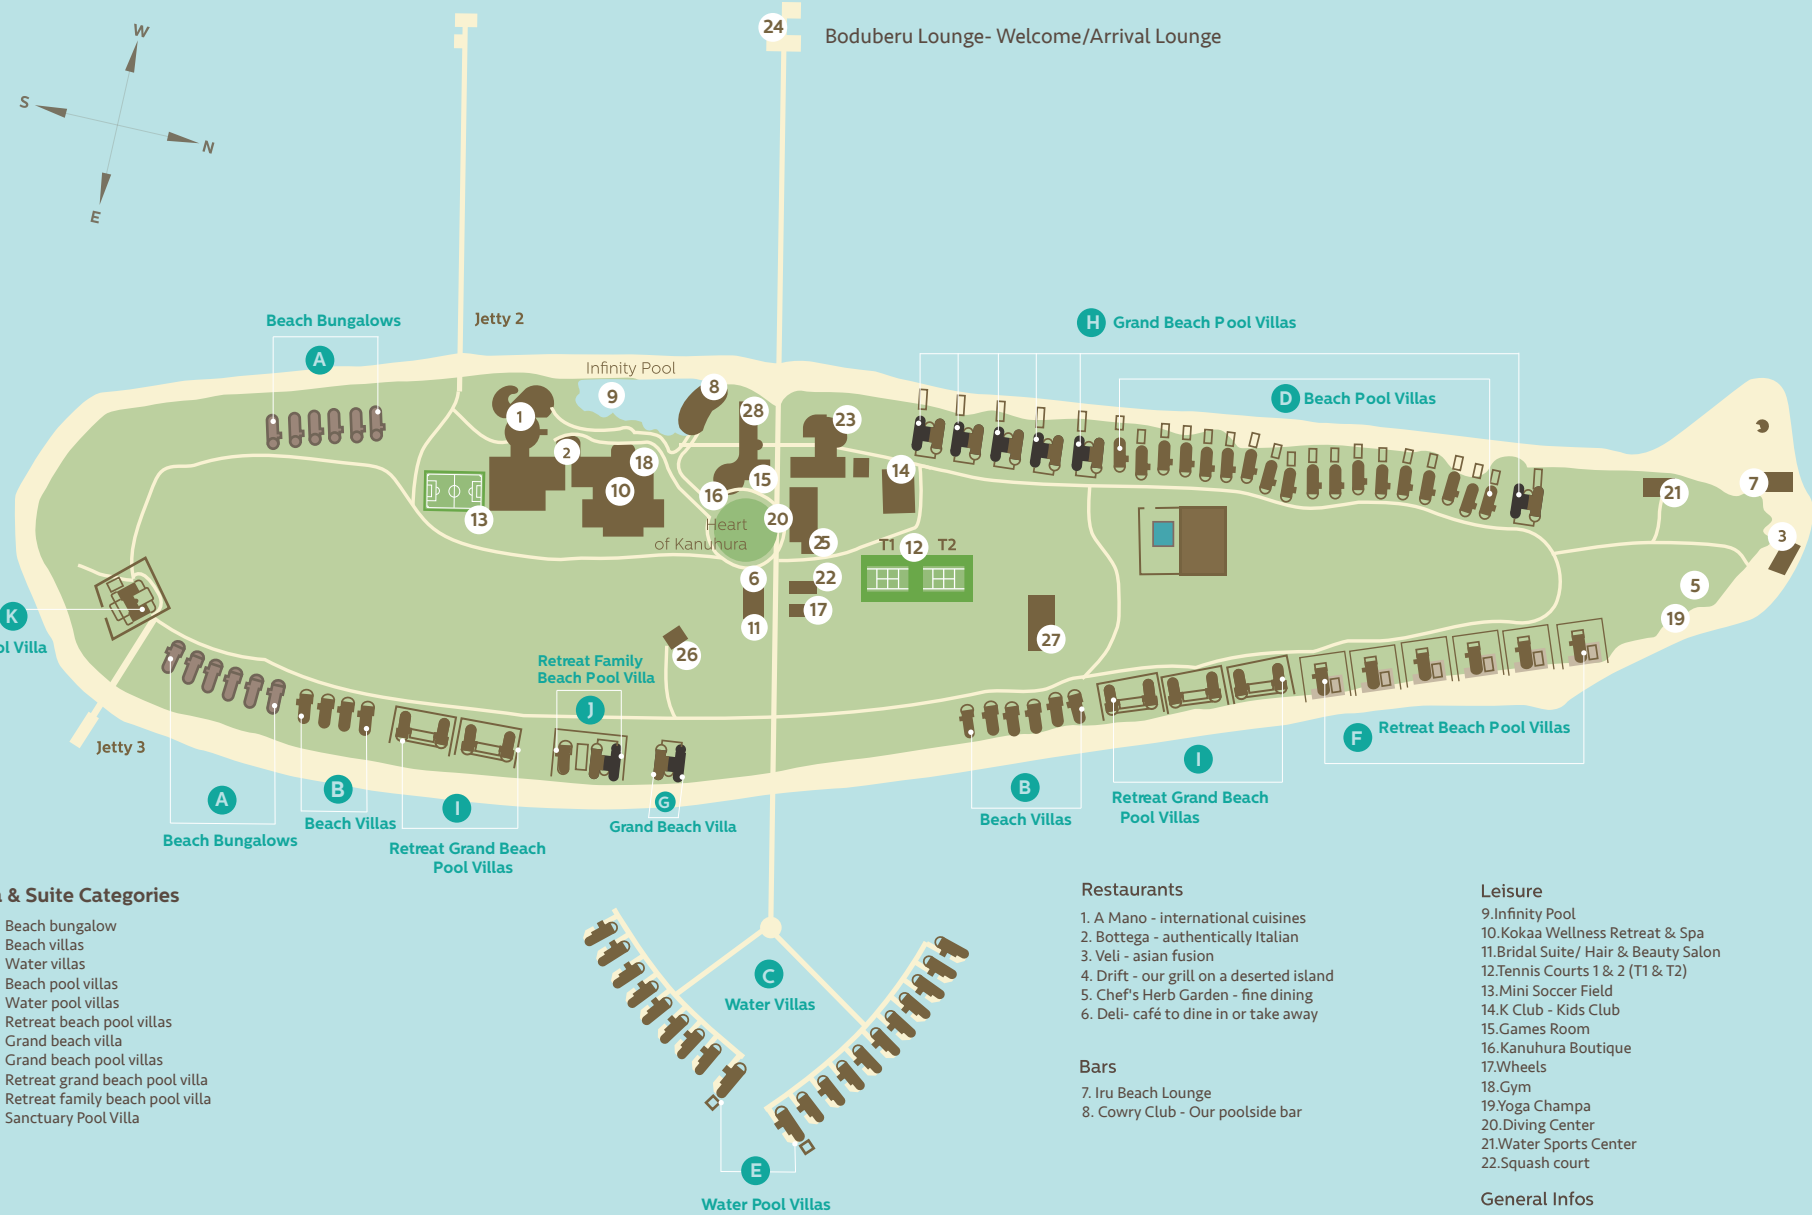 24
Boduberu Lounge- Welcome/Arrival Lounge
W
S
N
E
Jetty 2
Beach Bungalows
A
H Grand Beach Pool Villas
D Beach Pool Villas
Infinity Pool
9
8
1
28
23
2
18
10
15
14
16
13
20
Heart
of Kanuhura
25
T1 12 T2
6
22
17
11
26
27
21
7
3
5
19
K
ol Villa
Retreat Family
Beach Pool Villa
J
Jetty 3
A
Beach Bungalows
B
Beach Villas
I
Retreat Grand Beach
Pool Villas
G
Grand Beach Villa
B
Beach Villas
I
Retreat Grand Beach
Pool Villas
F Retreat Beach Pool Villas
C
Water Villas
E
Water Pool Villas
& Suite Categories
Beach bungalow
Beach villas
Water villas
Beach pool villas
Water pool villas
Retreat beach pool villas
Grand beach villa
Grand beach pool villas
Retreat grand beach pool villa
Retreat family beach pool villa
Sanctuary Pool Villa
Restaurants
1. A Mano - international cuisines
2. Bottega - authentically Italian
3. Veli - asian fusion
4. Drift - our grill on a deserted island
5. Chef's Herb Garden - fine dining
6. Deli- café to dine in or take away
Bars
7. Iru Beach Lounge
8. Cowry Club - Our poolside bar
Leisure
9.Infinity Pool
10.Kokaa Wellness Retreat & Spa
11.Bridal Suite/ Hair & Beauty Salon
12.Tennis Courts 1 & 2 (T1 & T2)
13.Mini Soccer Field
14.K Club - Kids Club
15.Games Room
16.Kanuhura Boutique
17.Wheels
18.Gym
19.Yoga Champa
20.Diving Center
21.Water Sports Center
22.Squash court
General Infos